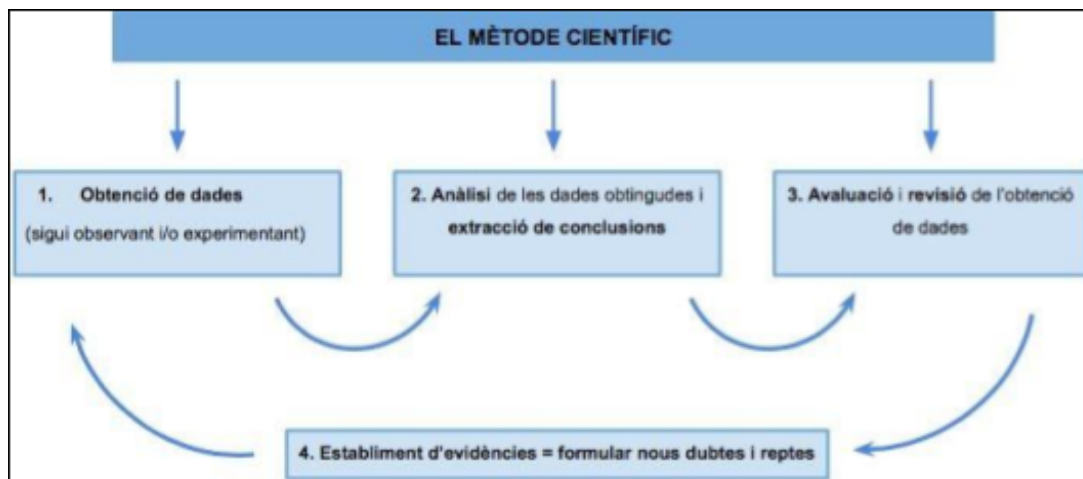 EL MÈTODE CIENTÍFIC
1. Obtenció de dades
(sigui observant i/o experimentant)
2. Anàlisi de les dades obtingudes i
extracció de conclusions
3. Avaluació i revisió de l'obtenció
de dades
4. Establiment d'evidències = formular nous dubtes i reptes